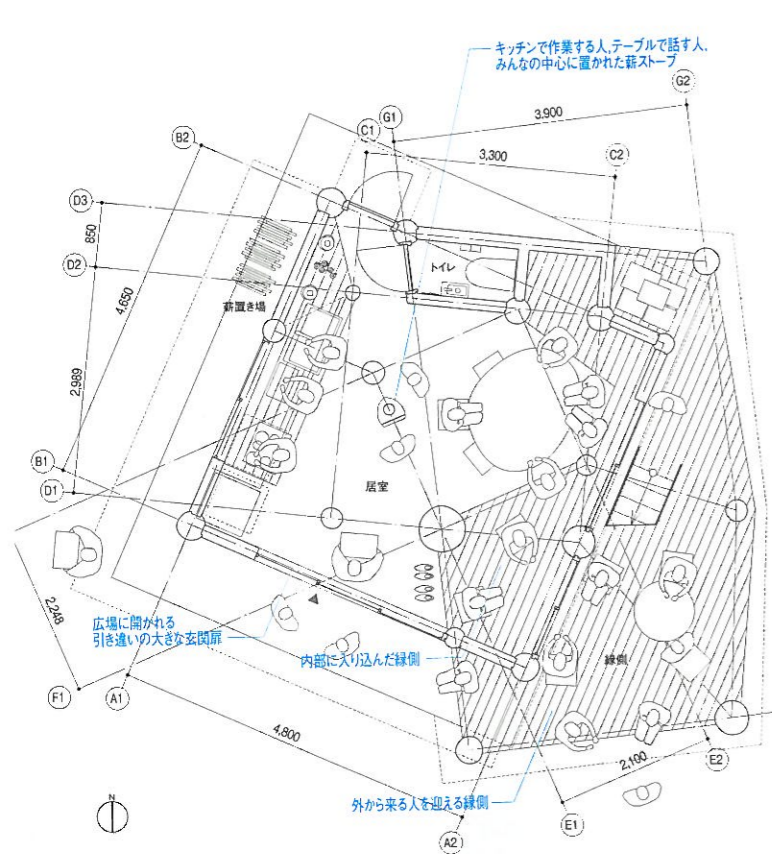 キッチンで作業する人、テーブルで話す人、
みんなの中心に置かれた薪ストーブ
G2
G1
3,900
C1
B2
3,300
C2
D3
850
D2
トイレ
4,650
薪置き場
2,989
B1
D1
居室
2,248
広場に開かれる
引き違いの大きな玄関扉
内部に入り込んだ縁側
縁側
F1
A1
4,800
2,100
E2
N
外から来る人を迎える縁側
E1
A2